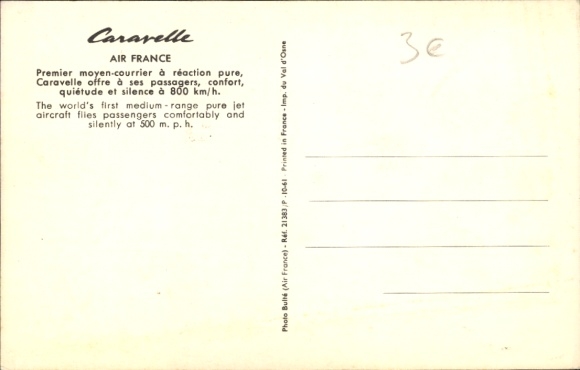 Caravelle
AIR FRANCE
Premier moyen-courrier à réaction pure,
Caravelle offre à ses passagers, confort,
quiétude et silence à 800 km/h.
The world's first medium-range pure jet
aircraft flies passengers comfortably and
silently at 500 m. p. h.
Photo Bulté (Air France) - Réf. 21383/P - 10-61 Printed in France - Imp. du Val d'Osne
3€